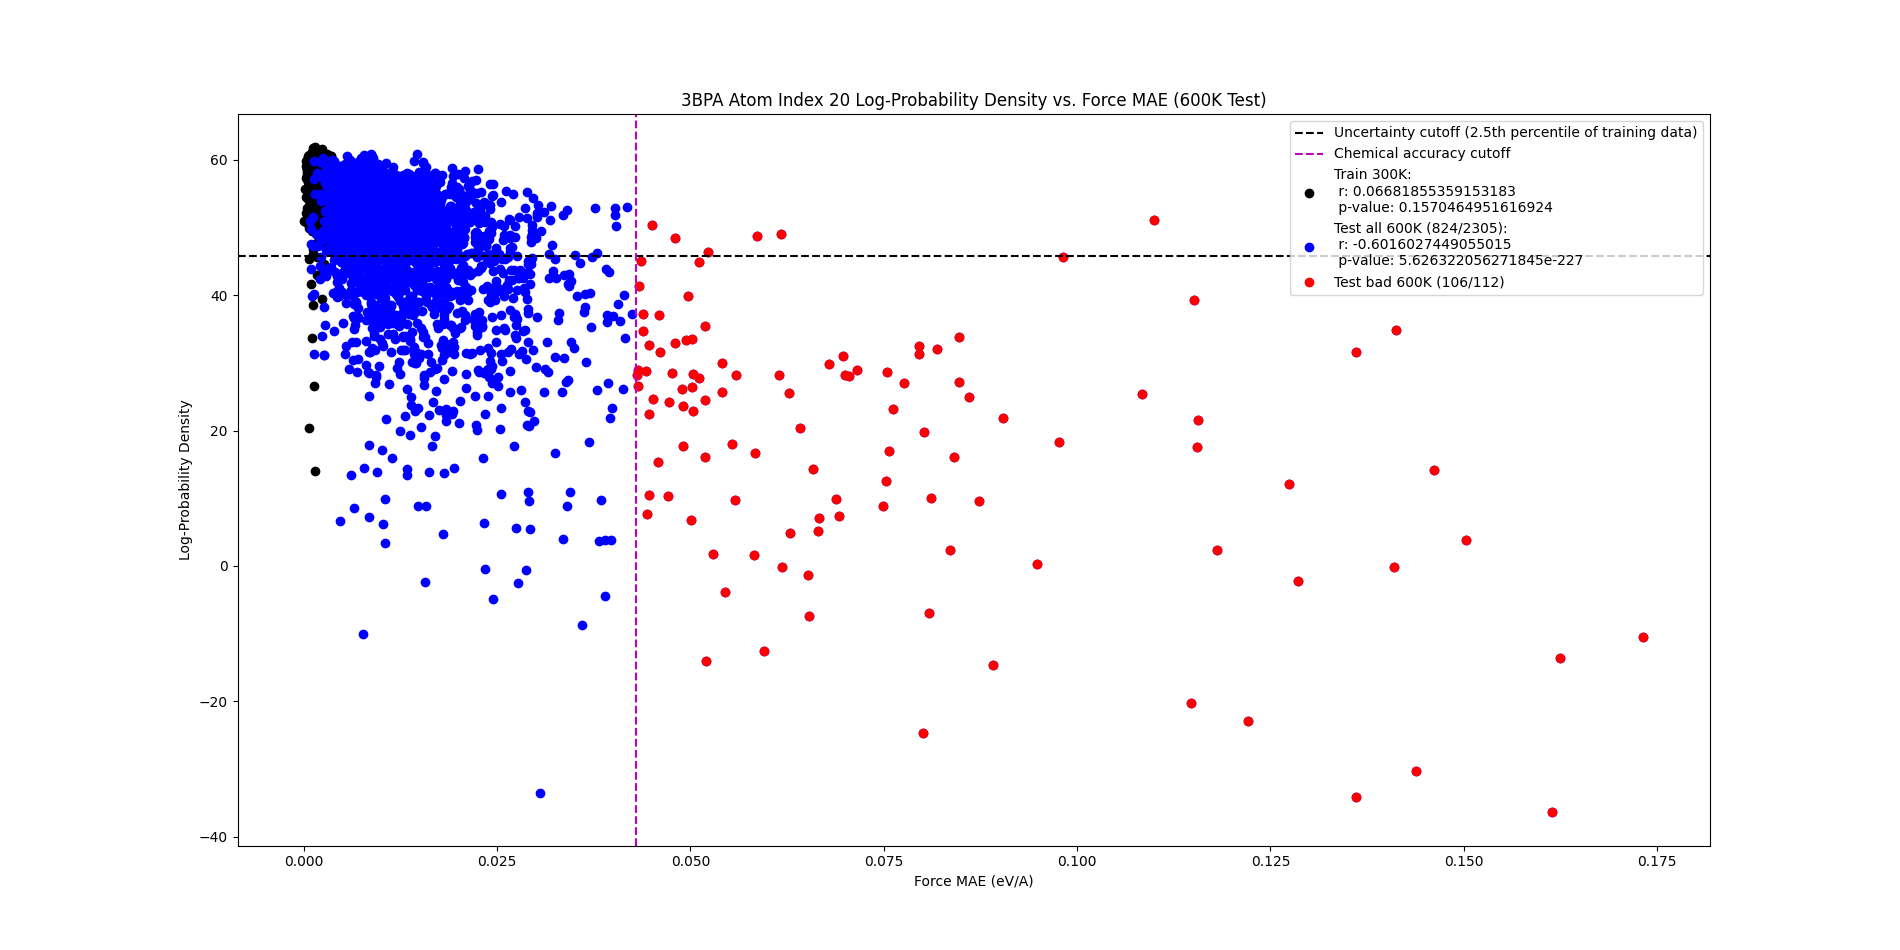 3BPA Atom Index 20 Log-Probability Density vs. Force MAE (600K Test)
Uncertainty cutoff (2.5th percentile of training data)
Chemical accuracy cutoff
Train 300K:
r: 0.06681855359153183
p-value: 0.1570464951616924
Test all 600K (824/2305):
r: -0.6016027449055015
p-value: 5.626322056271845e-227
Test bad 600K (106/112)
Log-Probability Density
60
40
20
0
−20
−40
0.000 0.025 0.050 0.075 0.100 0.125 0.150 0.175
Force MAE (eV/A)